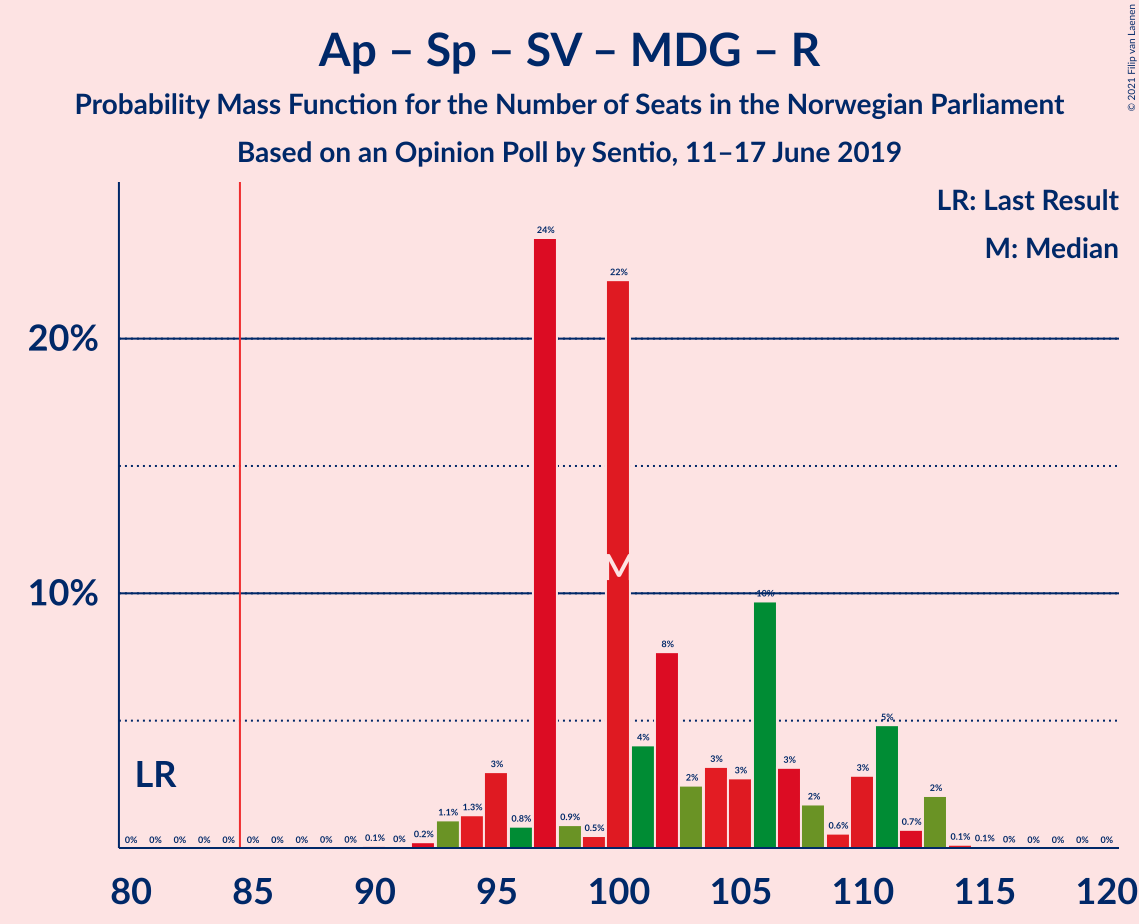 Ap – Sp – SV – MDG – R
Probability Mass Function for the Number of Seats in the Norwegian Parliament
Based on an Opinion Poll by Sentio, 11–17 June 2019
© 2021 Filip van Laenen
LR: Last Result
M: Median
20%
10%
LR
M
0% 0% 0% 0% 0% 0% 0% 0% 0% 0% 0.1% 0% 0.2% 1.1% 1.3% 3% 0.8% 24% 0.9% 0.5% 22% 4% 8% 2% 3% 3% 10% 3% 2% 0.6% 3% 5% 0.7% 2% 0.1% 0.1% 0% 0% 0% 0% 0%
80 85 90 95 100 105 110 115 120